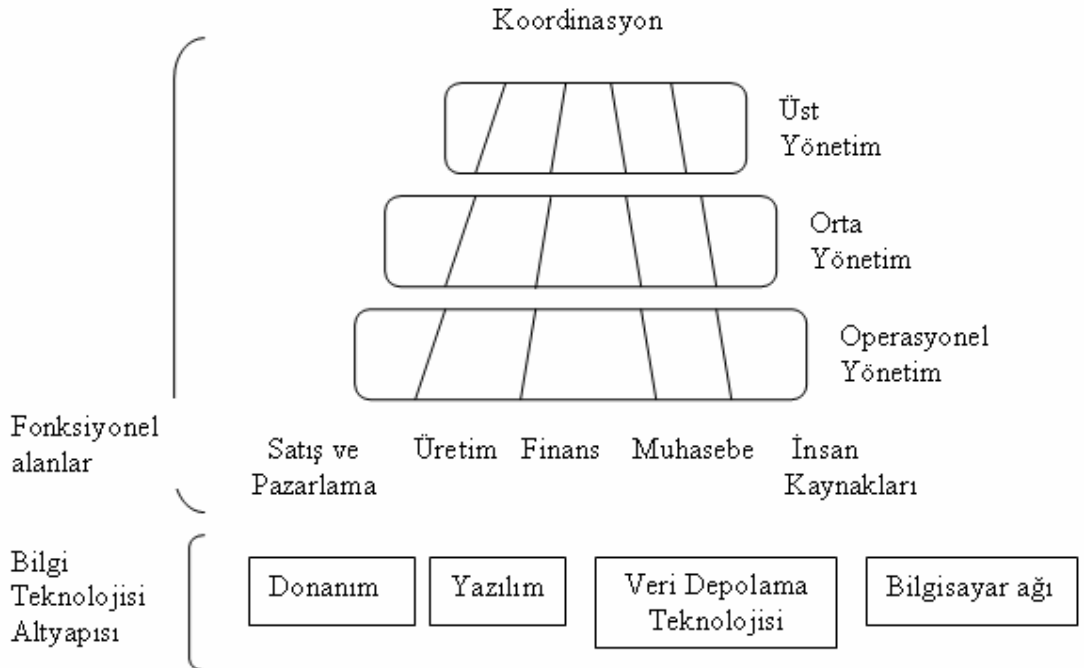 Koordinasyon
Üst
Yönetim
Orta
Yönetim
Operasyonel
Yönetim
Fonksiyonel
alanlar
Satış ve
Pazarlama
Üretim
Finans
Muhasebe
İnsan
Kaynakları
Bilgi
Teknolojisi
Altyapısı
Donanım
Yazılım
Veri Depolama
Teknolojisi
Bilgisayar ağı